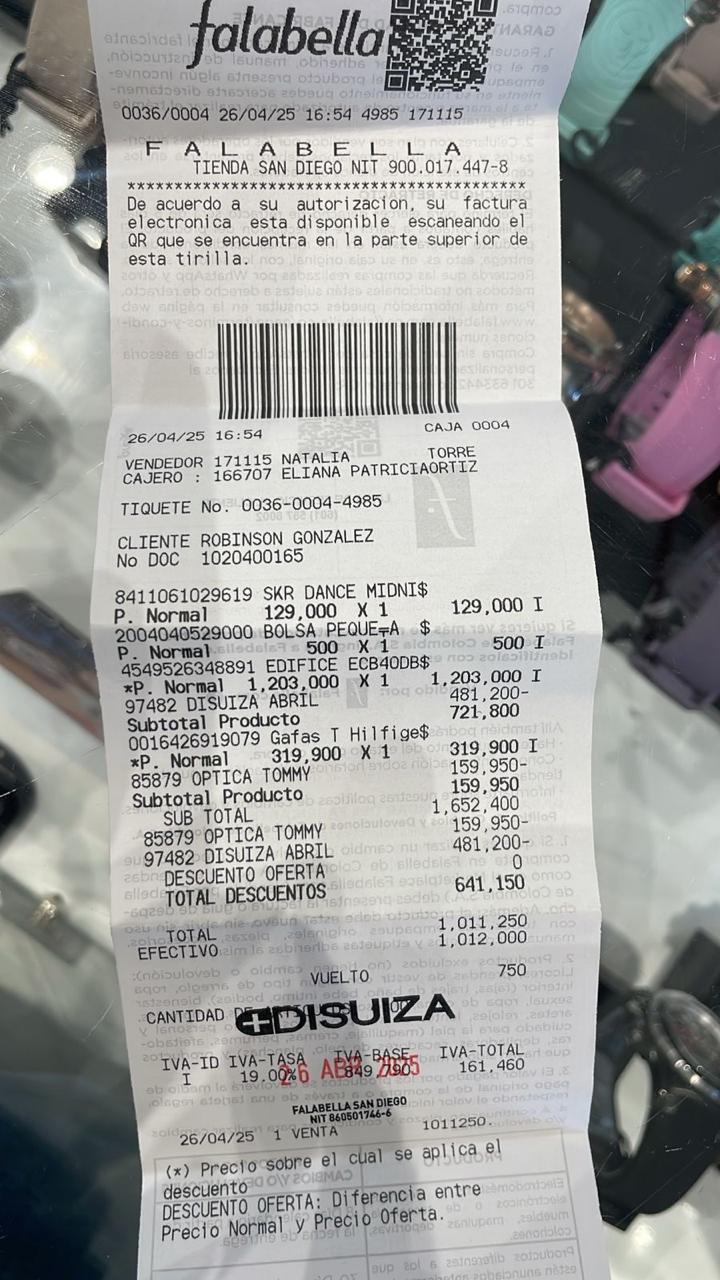 falabella
0036/0004 26/04/25 16:54 4985 171115
F A L A B E L L A
TIENDA SAN DIEGO NIT 900.017.447-8
****************************************
De acuerdo a su autorizacion, su factura
electronica esta disponible escaneando el
QR que se encuentra en la parte superior de
esta tirilla.
26/04/25 16:54 CAJA 0004
VENDEDOR 171115 NATALIA TORRE
CAJERO : 166707 ELIANA PATRICIAORTIZ
TIQUETE No. 0036-0004-4985
CLIENTE ROBINSON GONZALEZ
No DOC 1020400165
8411061029619 SKR DANCE MIDNI$
P. Normal 129,000 X 1 129,000 I
2004040529000 BOLSA PEQUE¬A $
P. Normal 500 X 1 500 I
4549526348891 EDIFICE ECB40DB$
*P. Normal 1,203,000 X 1 1,203,000 I
97482 DISUIZA ABRIL 481,200-
Subtotal Producto 721,800
0016426919079 Gafas T Hilfige$
*P. Normal 319,900 X 1 319,900 I
85879 OPTICA TOMMY 159,950-
Subtotal Producto 159,950
SUB TOTAL 1,652,400
85879 OPTICA TOMMY 159,950-
97482 DISUIZA ABRIL 481,200-
DESCUENTO OFERTA 0
TOTAL DESCUENTOS 641,150
TOTAL 1,011,250
EFECTIVO 1,012,000
VUELTO 750
CANTIDAD DE
DISUIZA
IVA-ID IVA-TASA IVA-BASE IVA-TOTAL
I 19.00% 849,790 161,460
26 ABR 2025
FALABELLA SAN DIEGO
NIT 860501746-6
26/04/25 1 VENTA 1011250.
(*) Precio sobre el cual se aplica el
descuento
DESCUENTO OFERTA: Diferencia entre
Precio Normal y Precio Oferta.